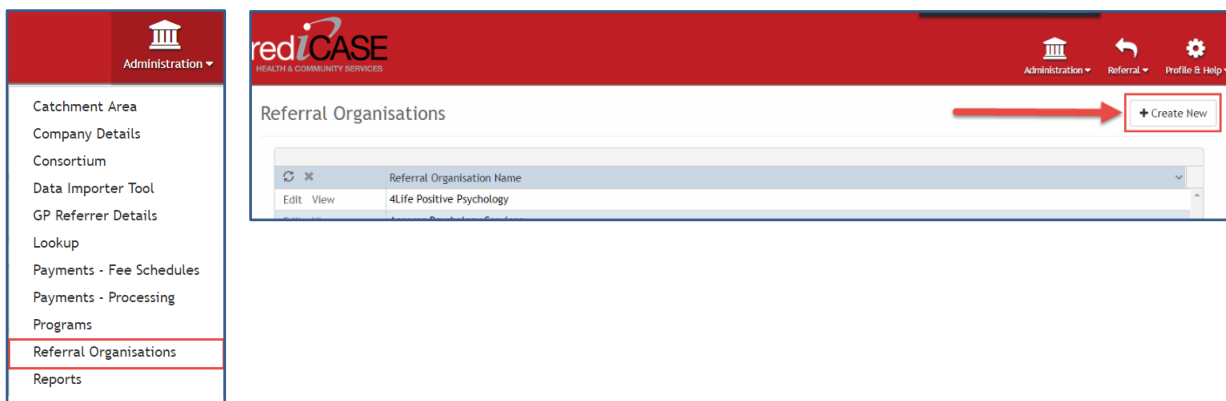 Administration
Catchment Area
Company Details
Consortium
Data Importer Tool
GP Referrer Details
Lookup
Payments - Fee Schedules
Payments - Processing
Programs
Referral Organisations
Reports
rediCASE
HEALTH & COMMUNITY SERVICES
Administration Referral Profile & Help
Referral Organisations
+ Create New
Referral Organisation Name
Edit View 4Life Positive Psychology